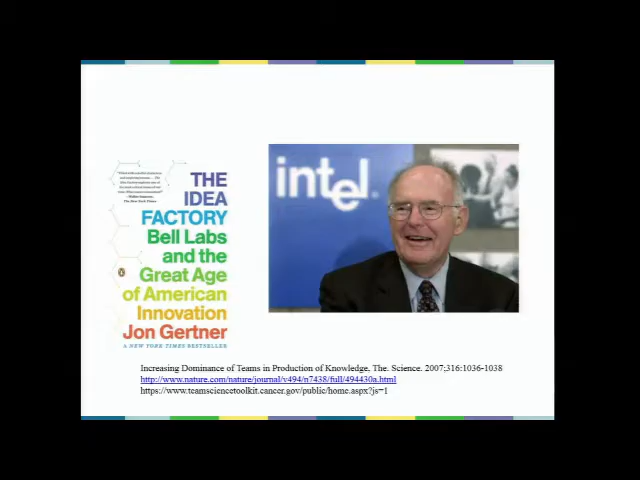 THE
IDEA
FACTORY
Bell Labs
and the
Great Age
of American
Innovation
Jon Gertner
A NEW YORK TIMES BESTSELLER
intel
Increasing Dominance of Teams in Production of Knowledge, The. Science. 2007;316:1036-1038
http://www.nature.com/nature/journal/v494/n7438/full/494430a.html
https://www.teamsciencetoolkit.cancer.gov/public/home.aspx?js=1